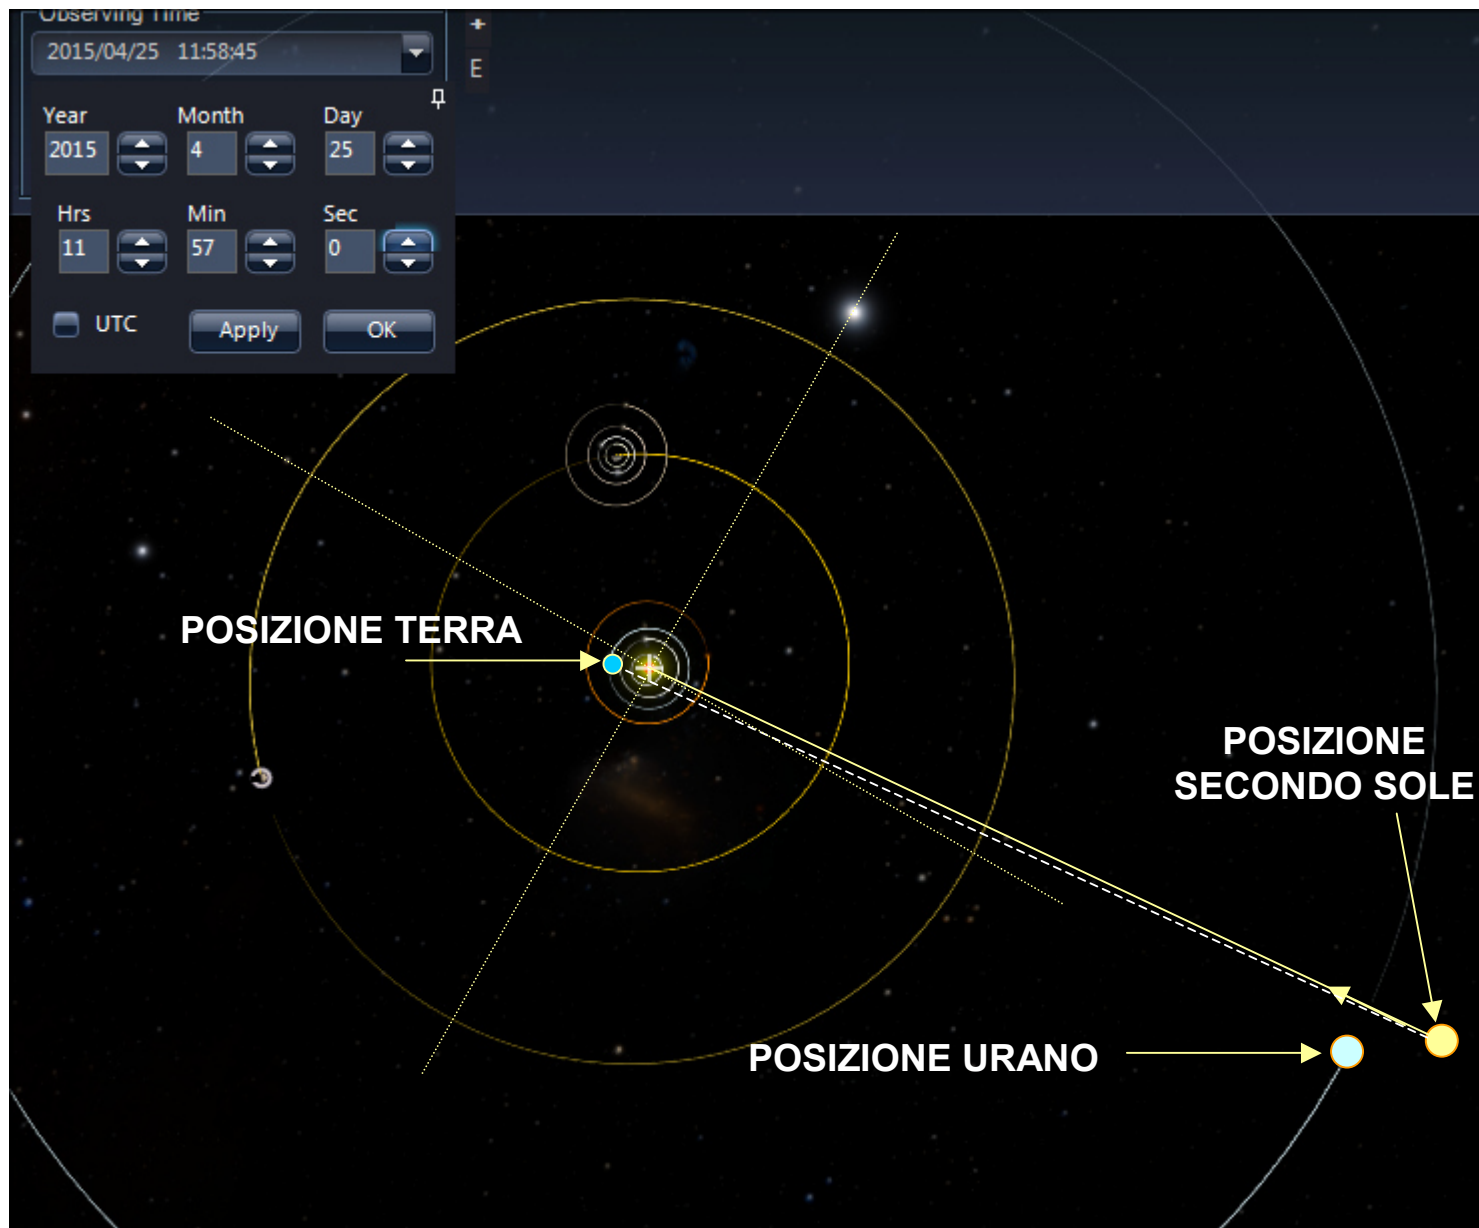 Observing Time
2015/04/25 11:58:45
+
E
Year Month Day
2015 4 25
Hrs Min Sec
11 57 0
UTC Apply OK
POSIZIONE TERRA
POSIZIONE
SECONDO SOLE
POSIZIONE URANO